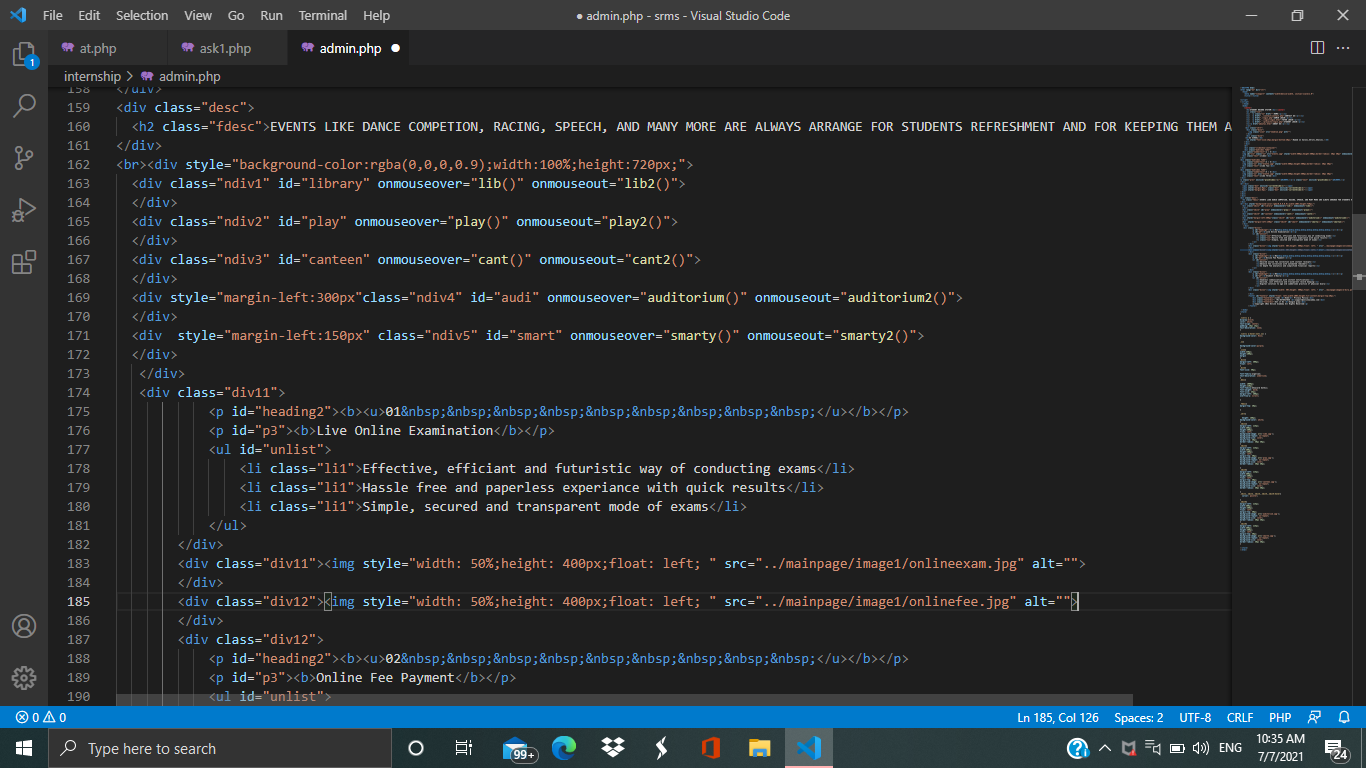 File Edit Selection View Go Run Terminal Help ● admin.php - srms - Visual Studio Code
at.php ask1.php admin.php
internship > admin.php
158 </div>
159 <div class="desc">
160 <h2 class="fdesc">EVENTS LIKE DANCE COMPETION, RACING, SPEECH, AND MANY MORE ARE ALWAYS ARRANGE FOR STUDENTS REFRESHMENT AND FOR KEEPING THEM A
161 </div>
162 <br><div style="background-color:rgba(0,0,0,0.9);width:100%;height:720px;">
163 <div class="ndiv1" id="library" onmouseover="lib()" onmouseout="lib2()">
164 </div>
165 <div class="ndiv2" id="play" onmouseover="play()" onmouseout="play2()">
166 </div>
167 <div class="ndiv3" id="canteen" onmouseover="cant()" onmouseout="cant2()">
168 </div>
169 <div style="margin-left:300px"class="ndiv4" id="audi" onmouseover="auditorium()" onmouseout="auditorium2()">
170 </div>
171 <div  style="margin-left:150px" class="ndiv5" id="smart" onmouseover="smarty()" onmouseout="smarty2()">
172 </div>
173 </div>
174 <div class="div11">
175 <p id="heading2"><b><u>01&nbsp;&nbsp;&nbsp;&nbsp;&nbsp;&nbsp;&nbsp;&nbsp;&nbsp;</u></b></p>
176 <p id="p3"><b>Live Online Examination</b></p>
177 <ul id="unlist">
178 <li class="li1">Effective, efficiant and futuristic way of conducting exams</li>
179 <li class="li1">Hassle free and paperless experiance with quick results</li>
180 <li class="li1">Simple, secured and transparent mode of exams</li>
181 </ul>
182 </div>
183 <div class="div11"><img style="width: 50%;height: 400px;float: left; " src="../mainpage/image1/onlineexam.jpg" alt="">
184 </div>
185 <div class="div12"><img style="width: 50%;height: 400px;float: left; " src="../mainpage/image1/onlinefee.jpg" alt="">
186 </div>
187 <div class="div12">
188 <p id="heading2"><b><u>02&nbsp;&nbsp;&nbsp;&nbsp;&nbsp;&nbsp;&nbsp;&nbsp;&nbsp;</u></b></p>
189 <p id="p3"><b>Online Fee Payment</b></p>
190 <ul id="unlist">
1
0 0 Ln 185, Col 126 Spaces: 2 UTF-8 CRLF PHP
Type here to search 99+ ENG 10:35 AM
7/7/2021 24